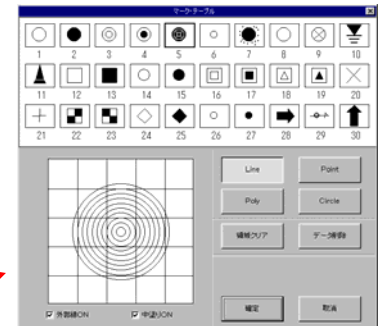 マーク・テーブル
1 2 3 4 5 6 7 8 9 10
11 12 13 14 15 16 17 18 19 20
21 22 23 24 25 26 27 28 29 30
Line Point
Poly Circle
領域クリア データ削除
外郭線ON 中塗りON
確定 取消